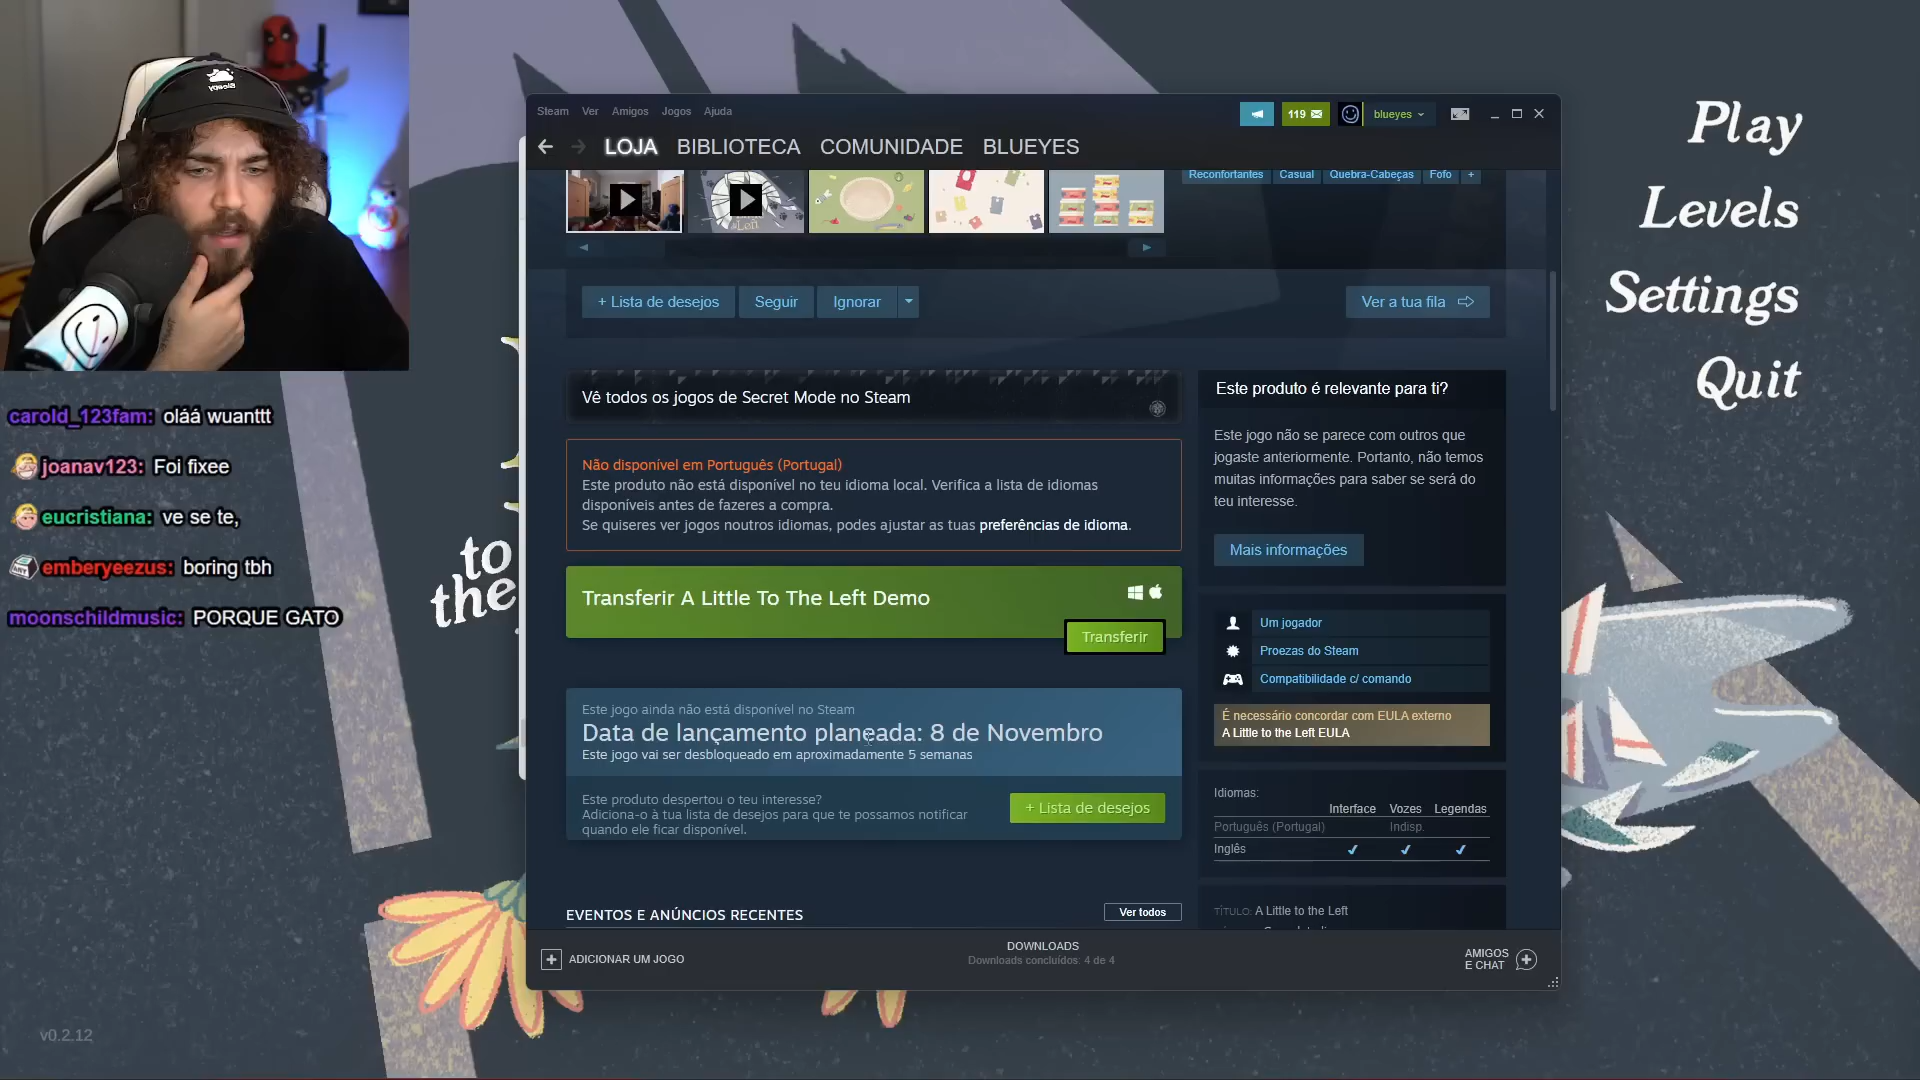 Sleepy
carold_123fam: oláá wuanttt
joanav123: Foi fixee
eucristiana: ve se te,
emberyeezus: boring tbh
moonschildmusic: PORQUE GATO
to
the
v0.2.12
Steam Ver Amigos Jogos Ajuda
119
blueyes
LOJA BIBLIOTECA COMUNIDADE BLUEYES
Reconfortantes Casual Quebra-Cabeças Fofo +
+ Lista de desejos Seguir Ignorar
Ver a tua fila
Vê todos os jogos de Secret Mode no Steam
Não disponível em Português (Portugal)
Este produto não está disponível no teu idioma local. Verifica a lista de idiomas
disponíveis antes de fazeres a compra.
Se quiseres ver jogos noutros idiomas, podes ajustar as tuas preferências de idioma.
Transferir A Little To The Left Demo
Transferir
Este jogo ainda não está disponível no Steam
Data de lançamento planeada: 8 de Novembro
Este jogo vai ser desbloqueado em aproximadamente 5 semanas
Este produto despertou o teu interesse?
Adiciona-o à tua lista de desejos para que te possamos notificar
quando ele ficar disponível.
+ Lista de desejos
EVENTOS E ANÚNCIOS RECENTES
Ver todos
Este produto é relevante para ti?
Este jogo não se parece com outros que
jogaste anteriormente. Portanto, não temos
muitas informações para saber se será do
teu interesse.
Mais informações
Um jogador
Proezas do Steam
Compatibilidade c/ comando
É necessário concordar com EULA externo
A Little to the Left EULA
Idiomas:
Interface Vozes Legendas
Português (Portugal) Indisp.
Inglês
TÍTULO: A Little to the Left
ADICIONAR UM JOGO
DOWNLOADS
Downloads concluídos: 4 de 4
AMIGOS
E CHAT
Play
Levels
Settings
Quit